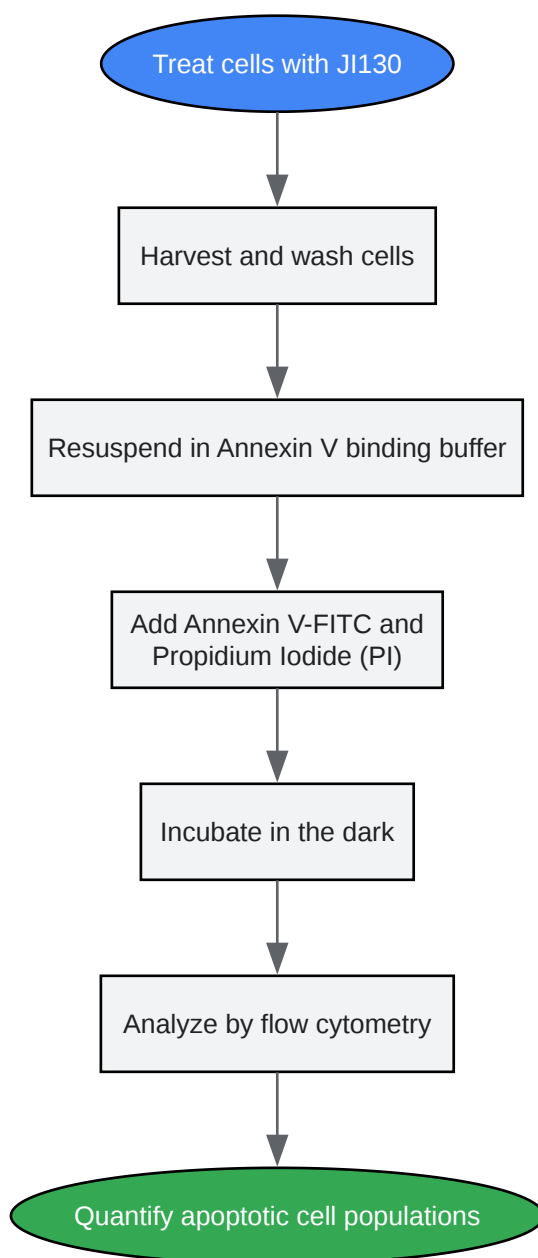 Treat cells with JI130
Harvest and wash cells
Resuspend in Annexin V binding buffer
Add Annexin V-FITC and
Propidium Iodide (PI)
Incubate in the dark
Analyze by flow cytometry
Quantify apoptotic cell populations